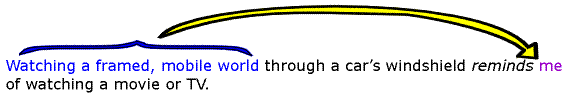 Watching a framed, mobile world through a car’s windshield reminds me
of watching a movie or TV.